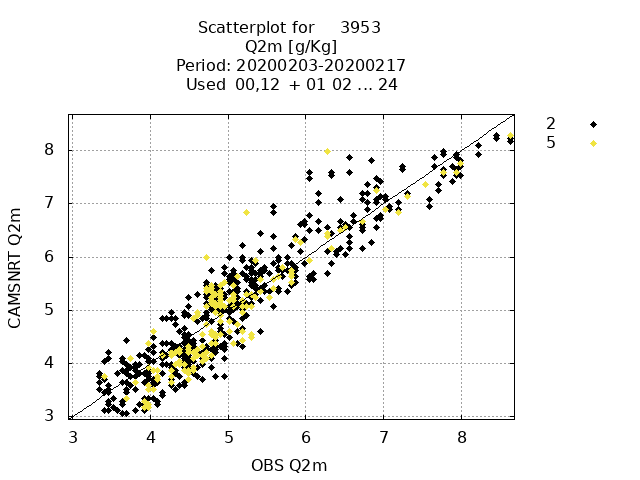 Scatterplot for 3953
Q2m [g/Kg]
Period: 20200203-20200217
Used 00,12 + 01 02 ... 24
2
5
CAMSNRT Q2m
8
7
6
5
4
3
3 4 5 6 7 8
OBS Q2m